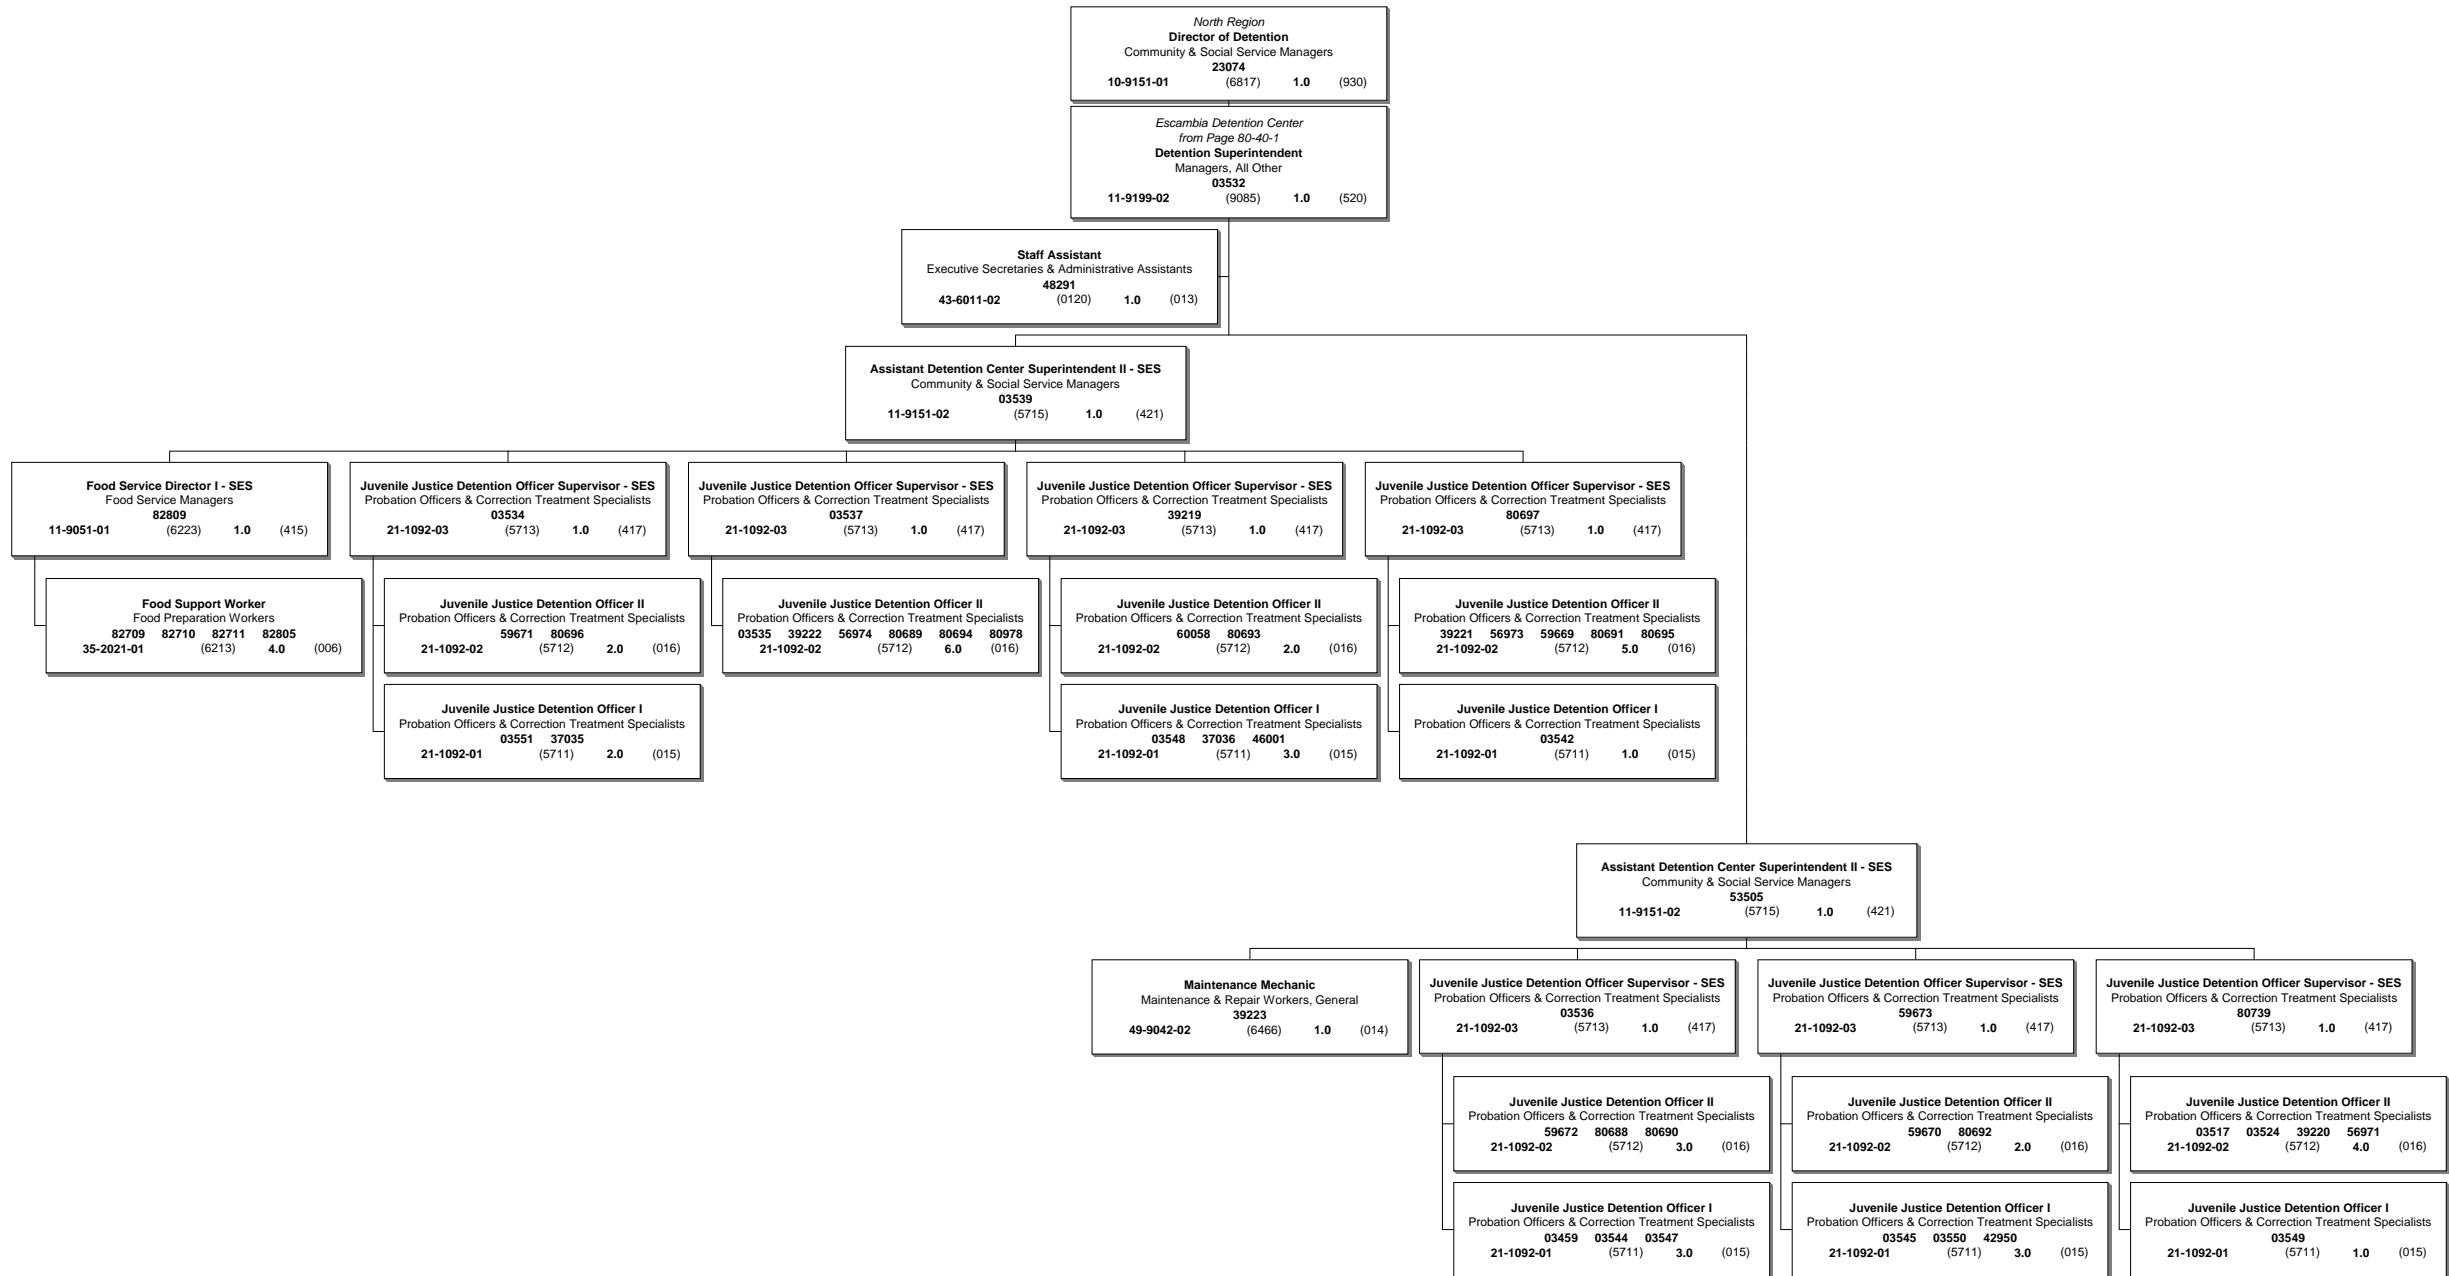 North Region
Director of Detention
Community & Social Service Managers
23074
10-9151-01 (6817) 1.0 (930)
Escambia Detention Center
from Page 80-40-1
Detention Superintendent
Managers, All Other
03532
11-9199-02 (9085) 1.0 (520)
Staff Assistant
Executive Secretaries & Administrative Assistants
48291
43-6011-02 (0120) 1.0 (013)
Assistant Detention Center Superintendent II - SES
Community & Social Service Managers
03539
11-9151-02 (5715) 1.0 (421)
Food Service Director I - SES
Food Service Managers
82809
11-9051-01 (6223) 1.0 (415)
Juvenile Justice Detention Officer Supervisor - SES
Probation Officers & Correction Treatment Specialists
03534
21-1092-03 (5713) 1.0 (417)
Juvenile Justice Detention Officer Supervisor - SES
Probation Officers & Correction Treatment Specialists
03537
21-1092-03 (5713) 1.0 (417)
Juvenile Justice Detention Officer Supervisor - SES
Probation Officers & Correction Treatment Specialists
39219
21-1092-03 (5713) 1.0 (417)
Juvenile Justice Detention Officer Supervisor - SES
Probation Officers & Correction Treatment Specialists
80697
21-1092-03 (5713) 1.0 (417)
Food Support Worker
Food Preparation Workers
82709 82710 82711 82805
35-2021-01 (6213) 4.0 (006)
Juvenile Justice Detention Officer II
Probation Officers & Correction Treatment Specialists
59671 80696
21-1092-02 (5712) 2.0 (016)
Juvenile Justice Detention Officer II
Probation Officers & Correction Treatment Specialists
03535 39222 56974 80689 80694 80978
21-1092-02 (5712) 6.0 (016)
Juvenile Justice Detention Officer II
Probation Officers & Correction Treatment Specialists
60058 80693
21-1092-02 (5712) 2.0 (016)
Juvenile Justice Detention Officer II
Probation Officers & Correction Treatment Specialists
39221 56973 59669 80691 80695
21-1092-02 (5712) 5.0 (016)
Juvenile Justice Detention Officer I
Probation Officers & Correction Treatment Specialists
03551 37035
21-1092-01 (5711) 2.0 (015)
Juvenile Justice Detention Officer I
Probation Officers & Correction Treatment Specialists
03548 37036 46001
21-1092-01 (5711) 3.0 (015)
Juvenile Justice Detention Officer I
Probation Officers & Correction Treatment Specialists
03542
21-1092-01 (5711) 1.0 (015)
Assistant Detention Center Superintendent II - SES
Community & Social Service Managers
53505
11-9151-02 (5715) 1.0 (421)
Maintenance Mechanic
Maintenance & Repair Workers, General
39223
49-9042-02 (6466) 1.0 (014)
Juvenile Justice Detention Officer Supervisor - SES
Probation Officers & Correction Treatment Specialists
03536
21-1092-03 (5713) 1.0 (417)
Juvenile Justice Detention Officer Supervisor - SES
Probation Officers & Correction Treatment Specialists
59673
21-1092-03 (5713) 1.0 (417)
Juvenile Justice Detention Officer Supervisor - SES
Probation Officers & Correction Treatment Specialists
80739
21-1092-03 (5713) 1.0 (417)
Juvenile Justice Detention Officer II
Probation Officers & Correction Treatment Specialists
59672 80688 80690
21-1092-02 (5712) 3.0 (016)
Juvenile Justice Detention Officer II
Probation Officers & Correction Treatment Specialists
59670 80692
21-1092-02 (5712) 2.0 (016)
Juvenile Justice Detention Officer II
Probation Officers & Correction Treatment Specialists
03517 03524 39220 56971
21-1092-02 (5712) 4.0 (016)
Juvenile Justice Detention Officer I
Probation Officers & Correction Treatment Specialists
03459 03544 03547
21-1092-01 (5711) 3.0 (015)
Juvenile Justice Detention Officer I
Probation Officers & Correction Treatment Specialists
03545 03550 42950
21-1092-01 (5711) 3.0 (015)
Juvenile Justice Detention Officer I
Probation Officers & Correction Treatment Specialists
03549
21-1092-01 (5711) 1.0 (015)